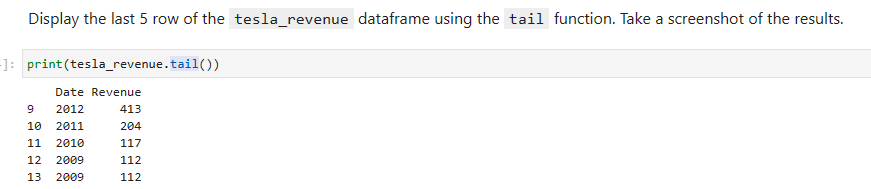 Display the last 5 row of the tesla_revenue dataframe using the tail function. Take a screenshot of the results.
]: print(tesla_revenue.tail())
Date Revenue
9 2012 413
10 2011 204
11 2010 117
12 2009 112
13 2009 112